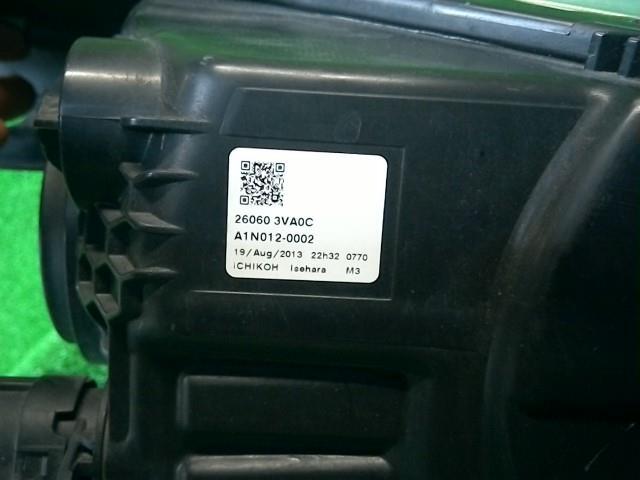 26060 3VA0C
A1N012-0002
19/Aug/2013 22h32 0770
ICHIKOH Isehara M3